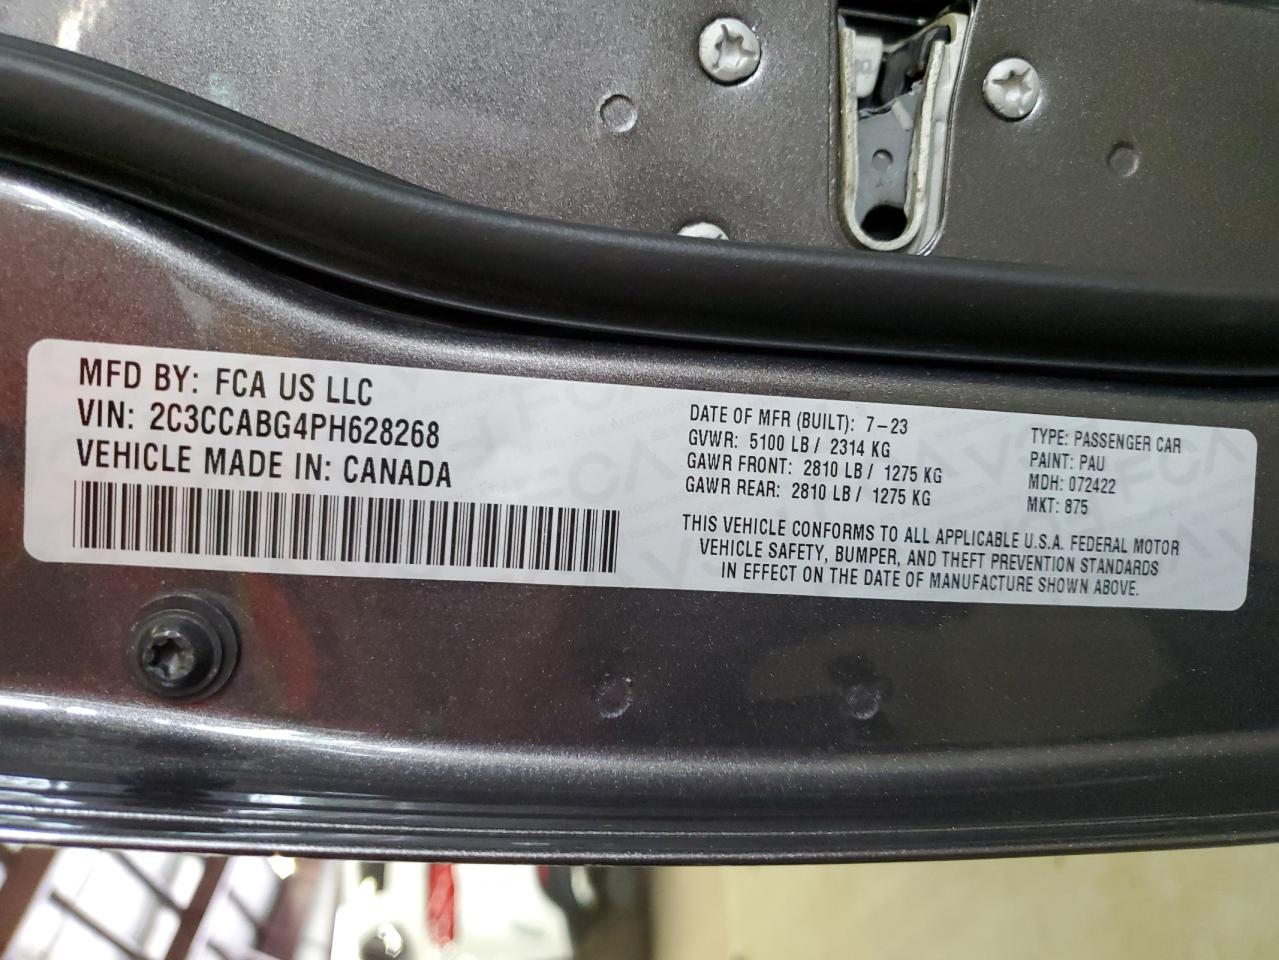 MFD BY: FCA US LLC
VIN: 2C3CCABG4PH628268
VEHICLE MADE IN: CANADA
DATE OF MFR (BUILT): 7-23
GVWR: 5100 LB / 2314 KG
GAWR FRONT: 2810 LB / 1275 KG
GAWR REAR: 2810 LB / 1275 KG
TYPE: PASSENGER CAR
PAINT: PAU
MDH: 072422
MKT: 875
THIS VEHICLE CONFORMS TO ALL APPLICABLE U.S.A. FEDERAL MOTOR
VEHICLE SAFETY, BUMPER, AND THEFT PREVENTION STANDARDS
IN EFFECT ON THE DATE OF MANUFACTURE SHOWN ABOVE.